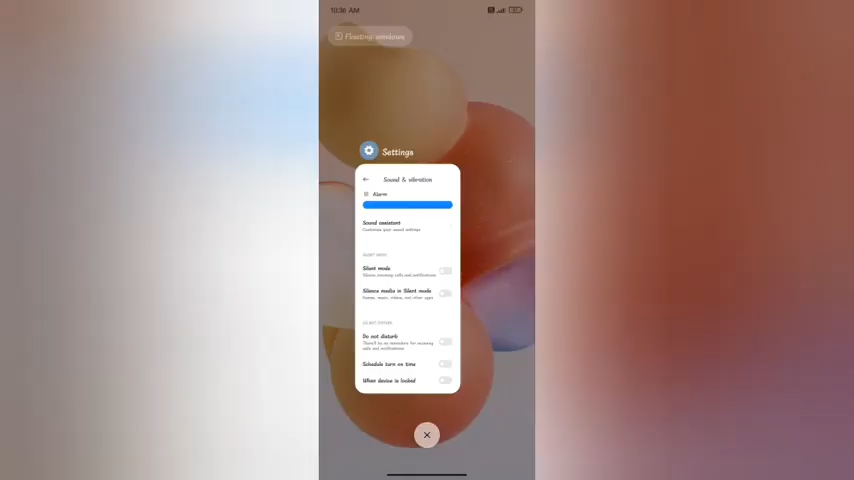 10:36 AM
Floating windows
Settings
Sound & vibration
Alarm
Sound assistant
Customize your sound settings
SILENT MODE
Silent mode
Silence incoming calls and notifications
Silence media in Silent mode
Games, music, videos, and other apps
DO NOT DISTURB
Do not disturb
There'll be no reminders for incoming
calls and notifications
Schedule turn on time
When device is locked